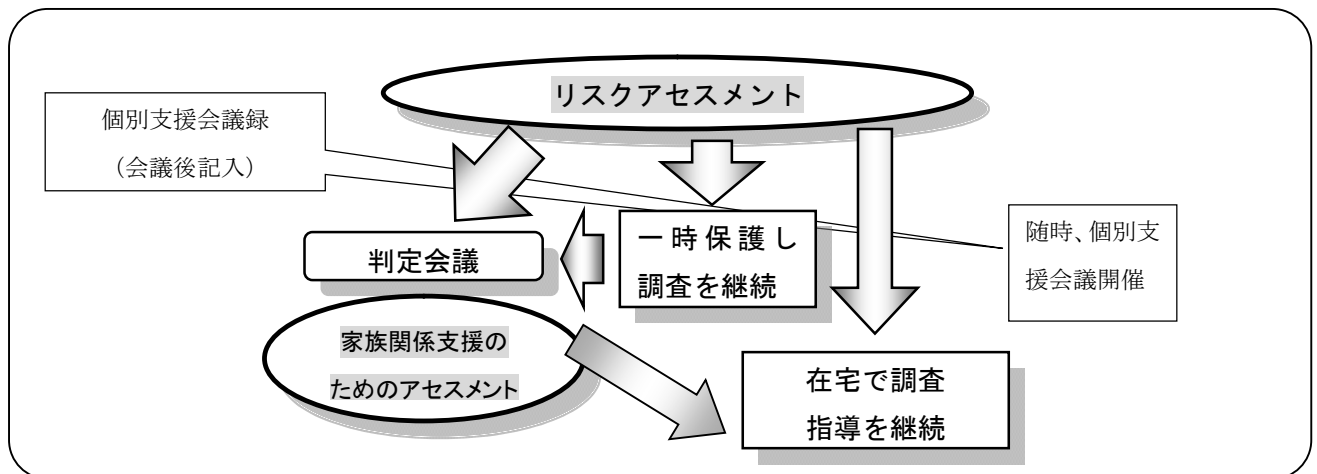 リスクアセスメント
個別支援会議録
（会議後記入）
一時保護し
調査を継続
随時、個別支
援会議開催
判定会議
家族関係支援の
ためのアセスメント
在宅で調査
指導を継続